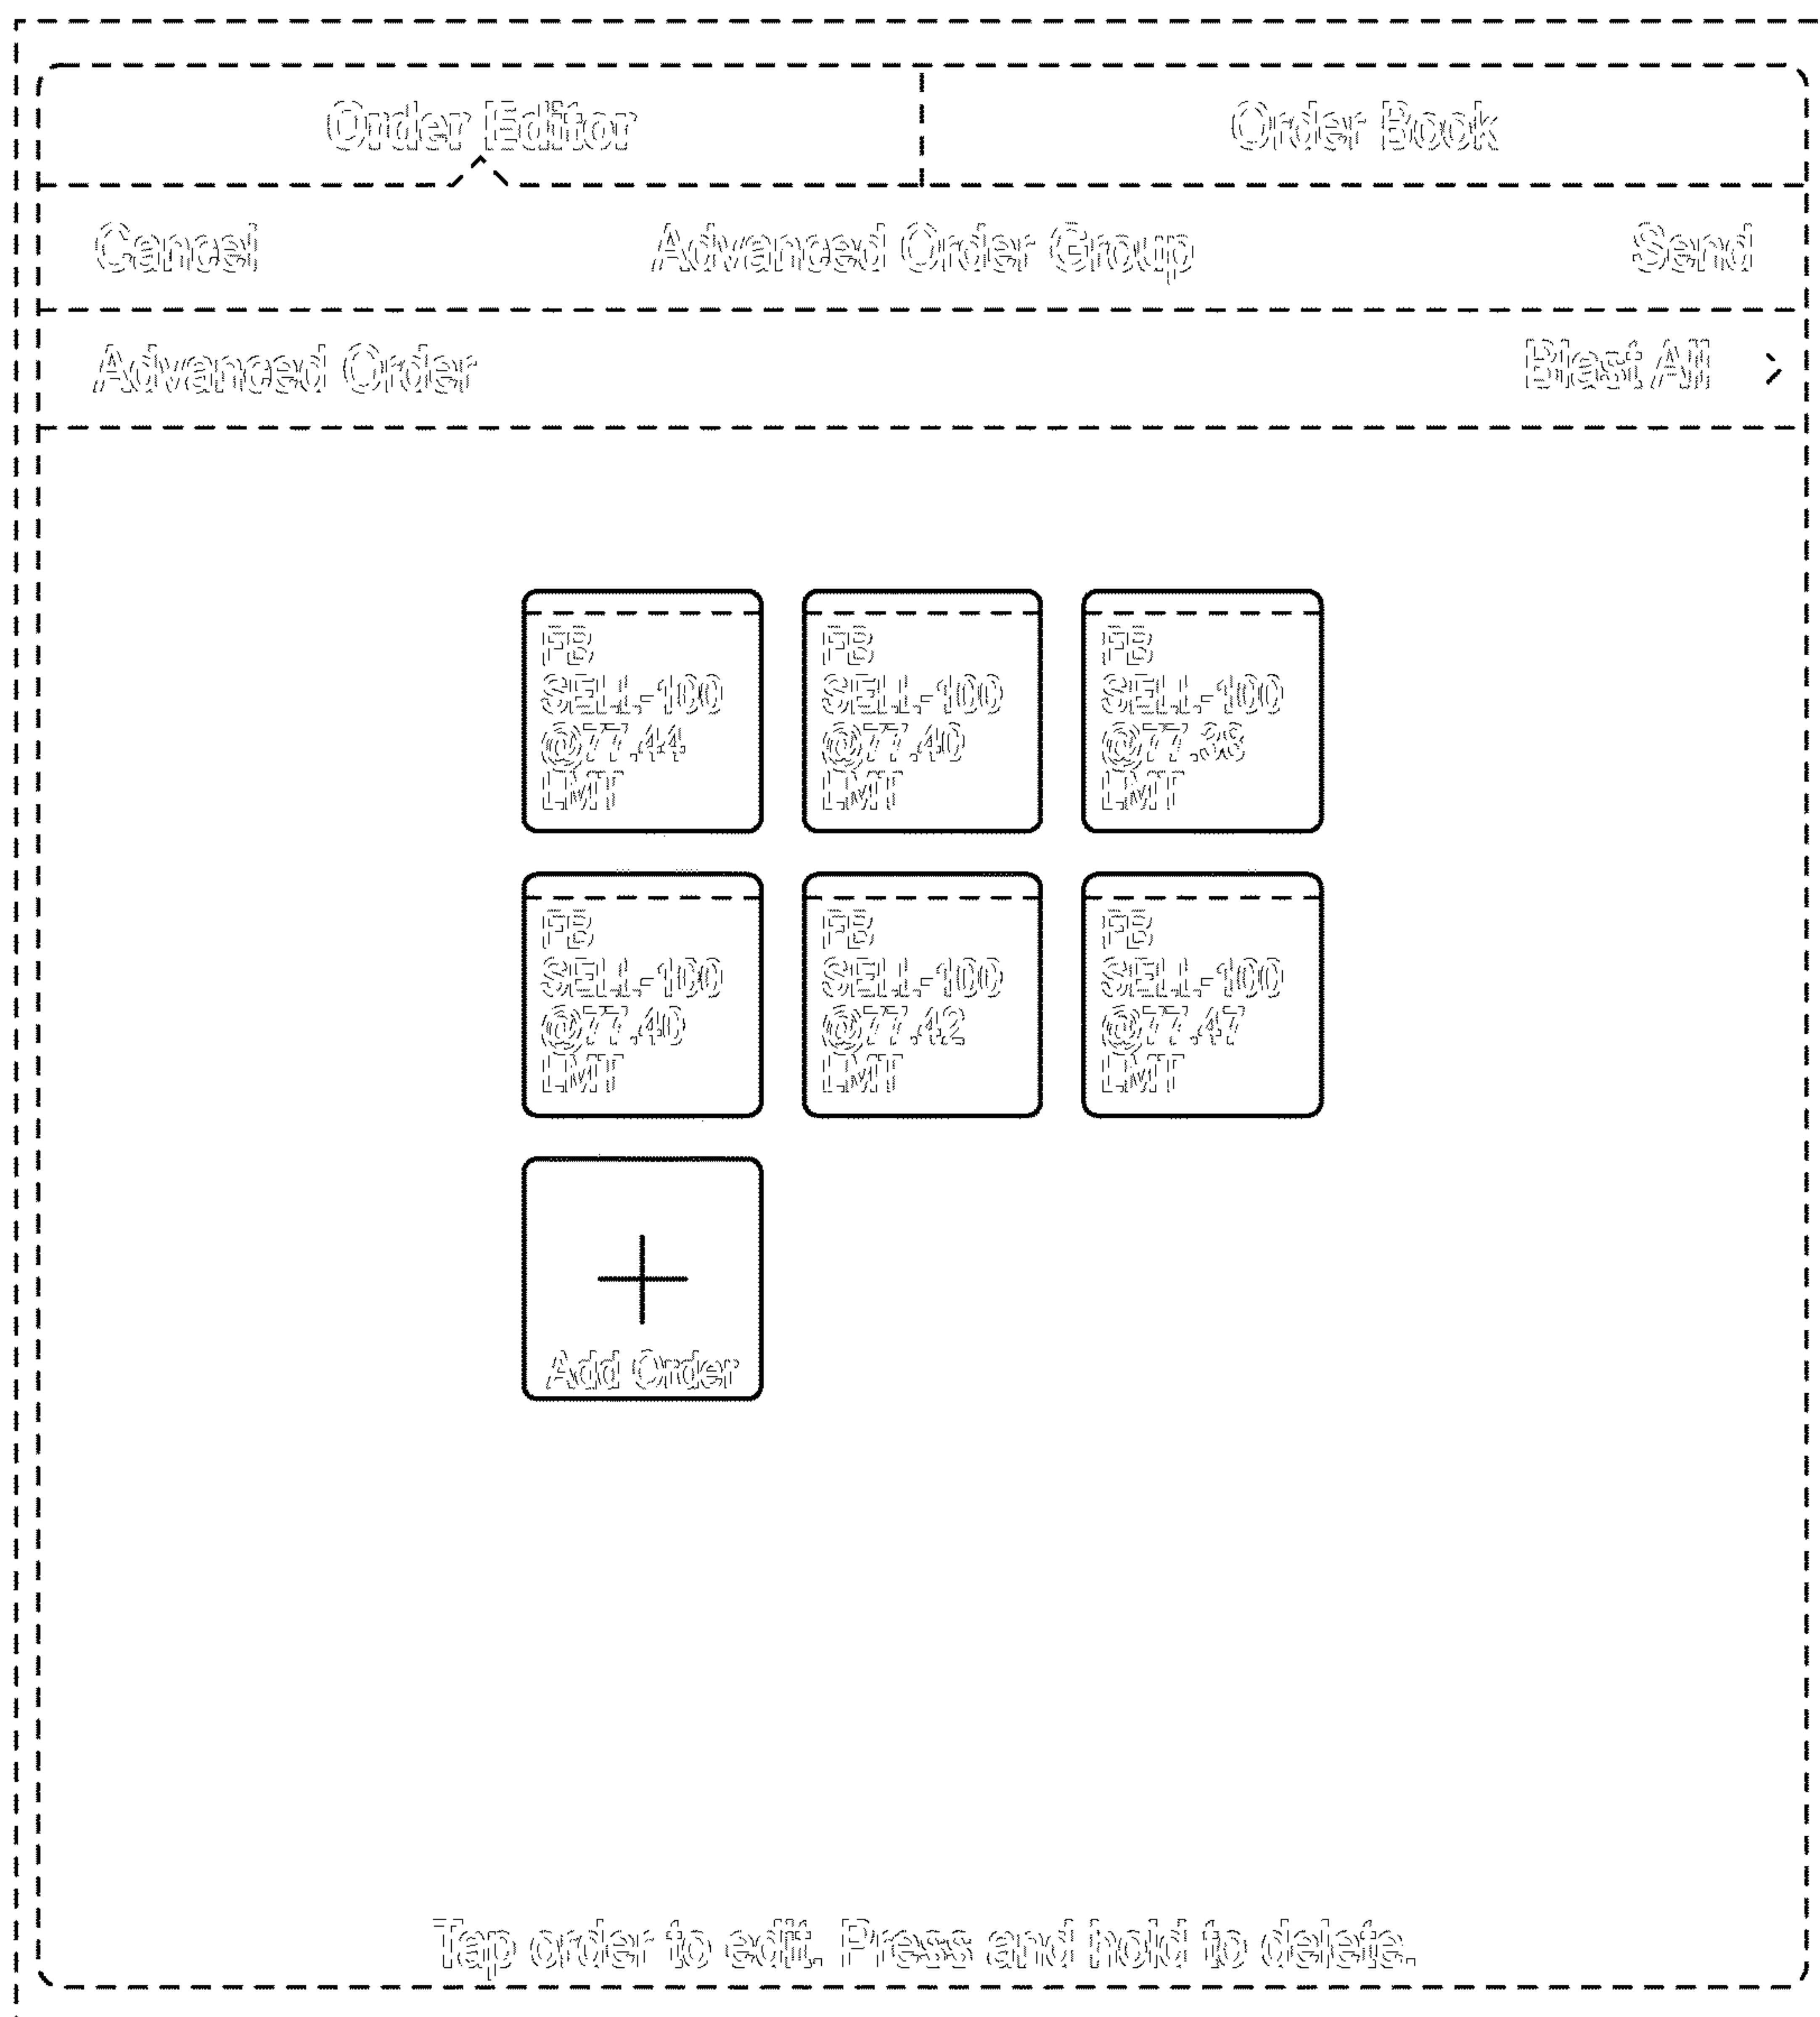 Order Editor Order Book
Cancel Advanced Order Group Send
Advanced Order Blast All >
FB FB FB
SELL-100 SELL-100 SELL-100
@77.44 @77.40 @77.38
LMT LMT LMT
FB FB FB
SELL-100 SELL-100 SELL-100
@77.40 @77.42 @77.47
LMT LMT LMT
Add Order
Tap order to edit. Press and hold to delete.